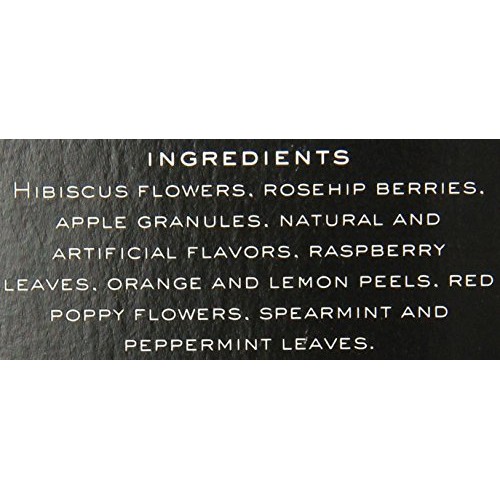 INGREDIENTS
HIBISCUS FLOWERS, ROSEHIP BERRIES,
APPLE GRANULES, NATURAL AND
ARTIFICIAL FLAVORS, RASPBERRY
LEAVES, ORANGE AND LEMON PEELS, RED
POPPY FLOWERS, SPEARMINT AND
PEPPERMINT LEAVES.